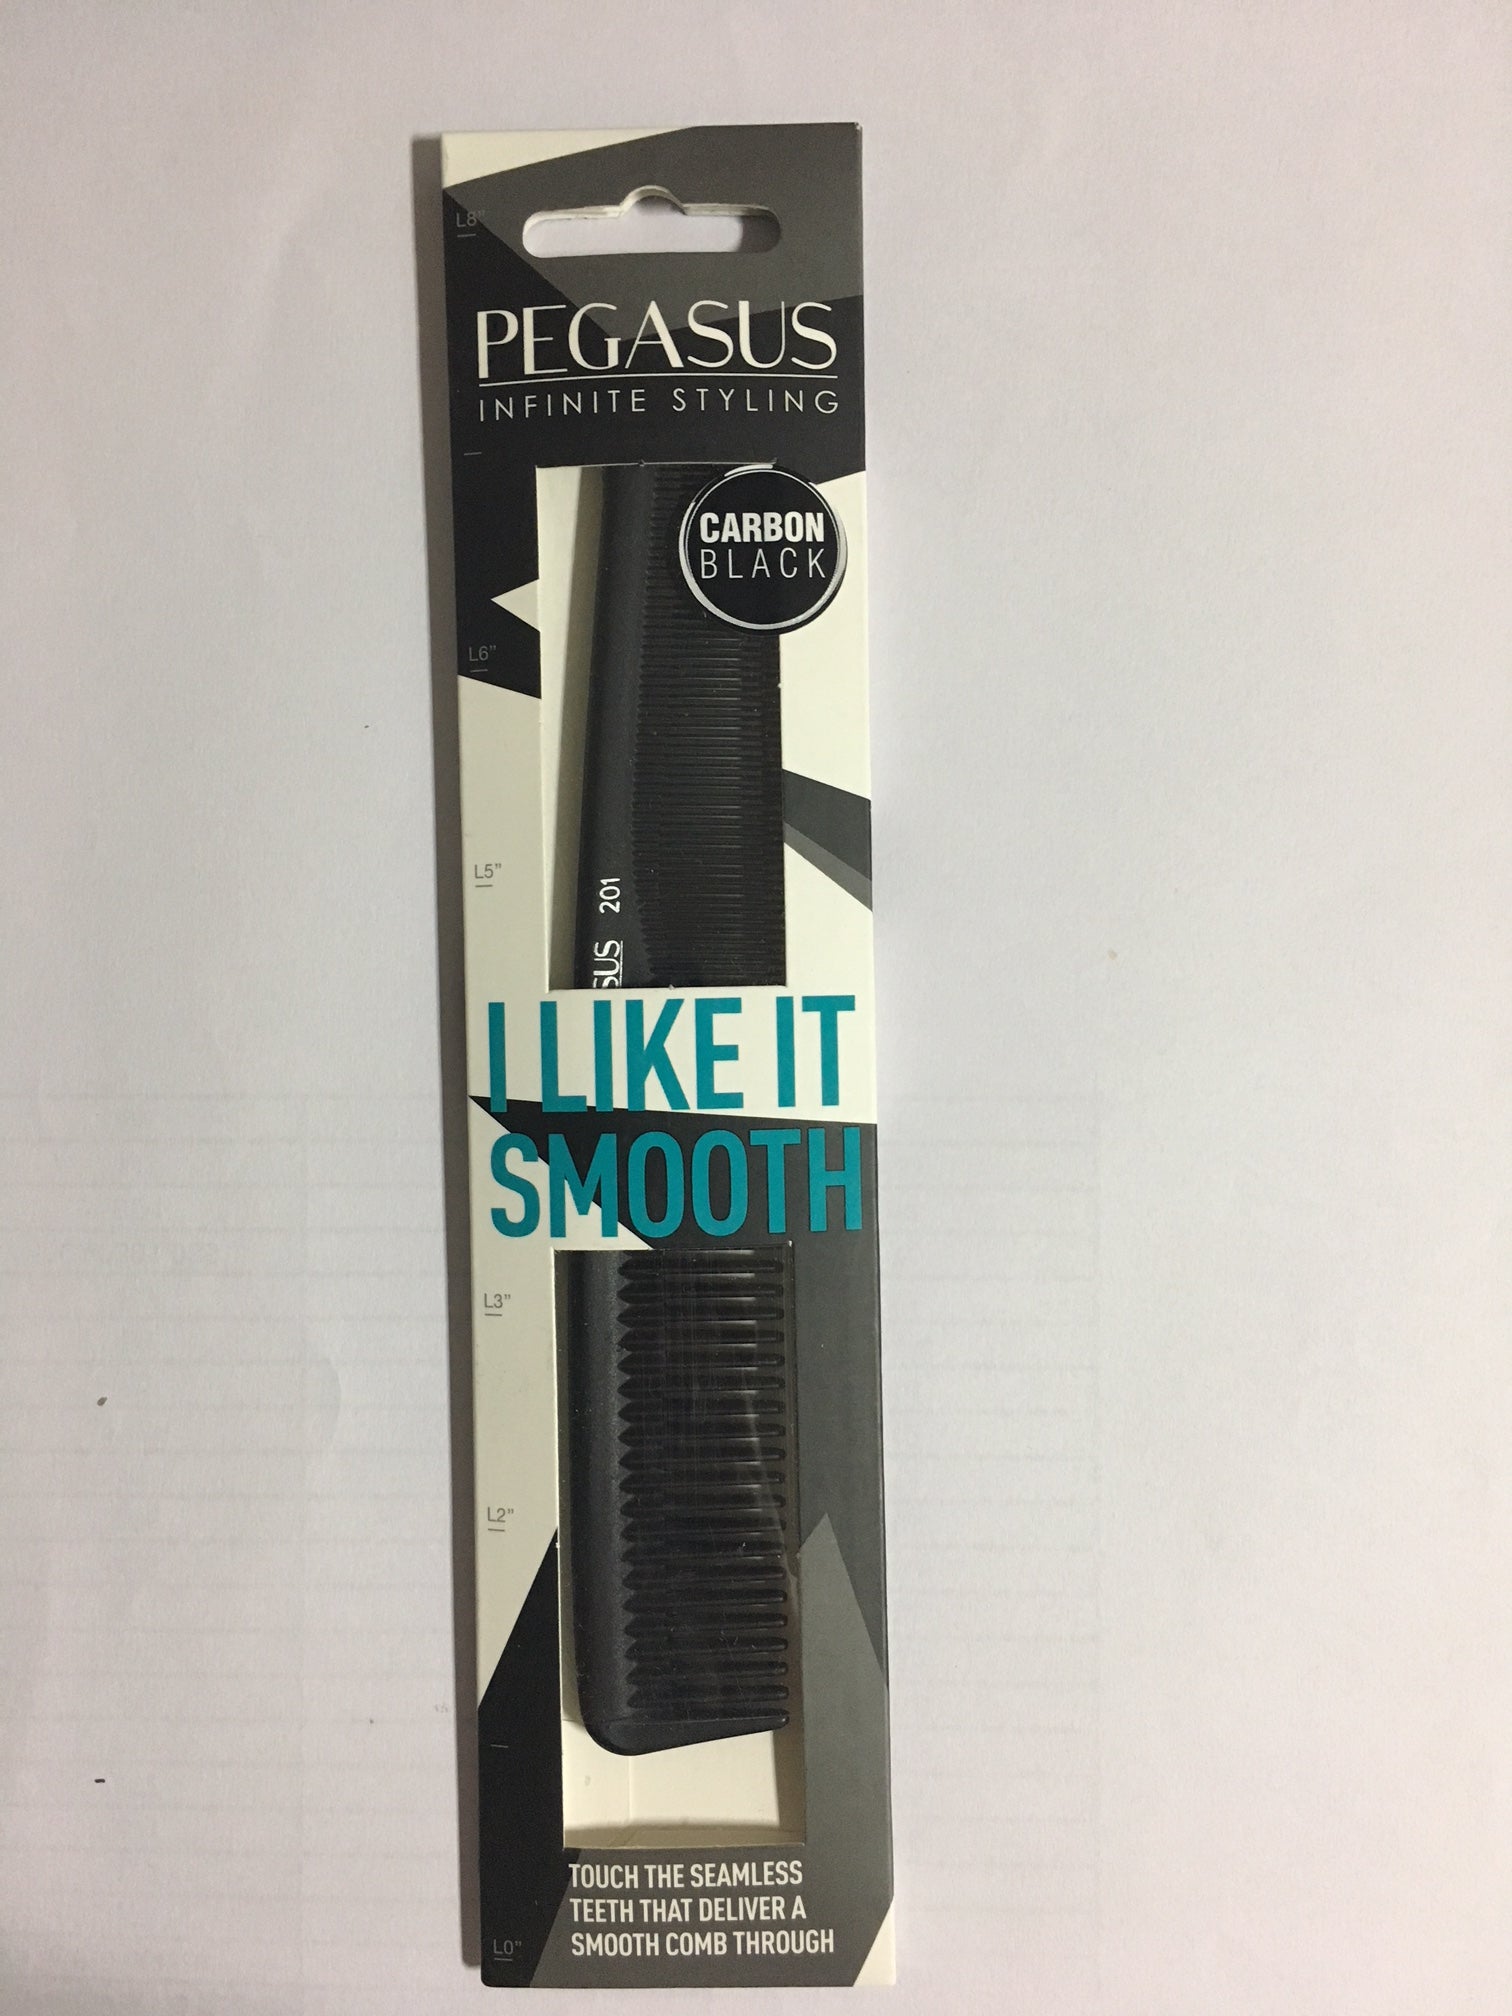 L8"
PEGASUS
INFINITE STYLING
CARBON
BLACK
L6”
L5”
201
SUS
I LIKE IT
SMOOTH
L3”
L2”
TOUCH THE SEAMLESS
TEETH THAT DELIVER A
SMOOTH COMB THROUGH
L0”